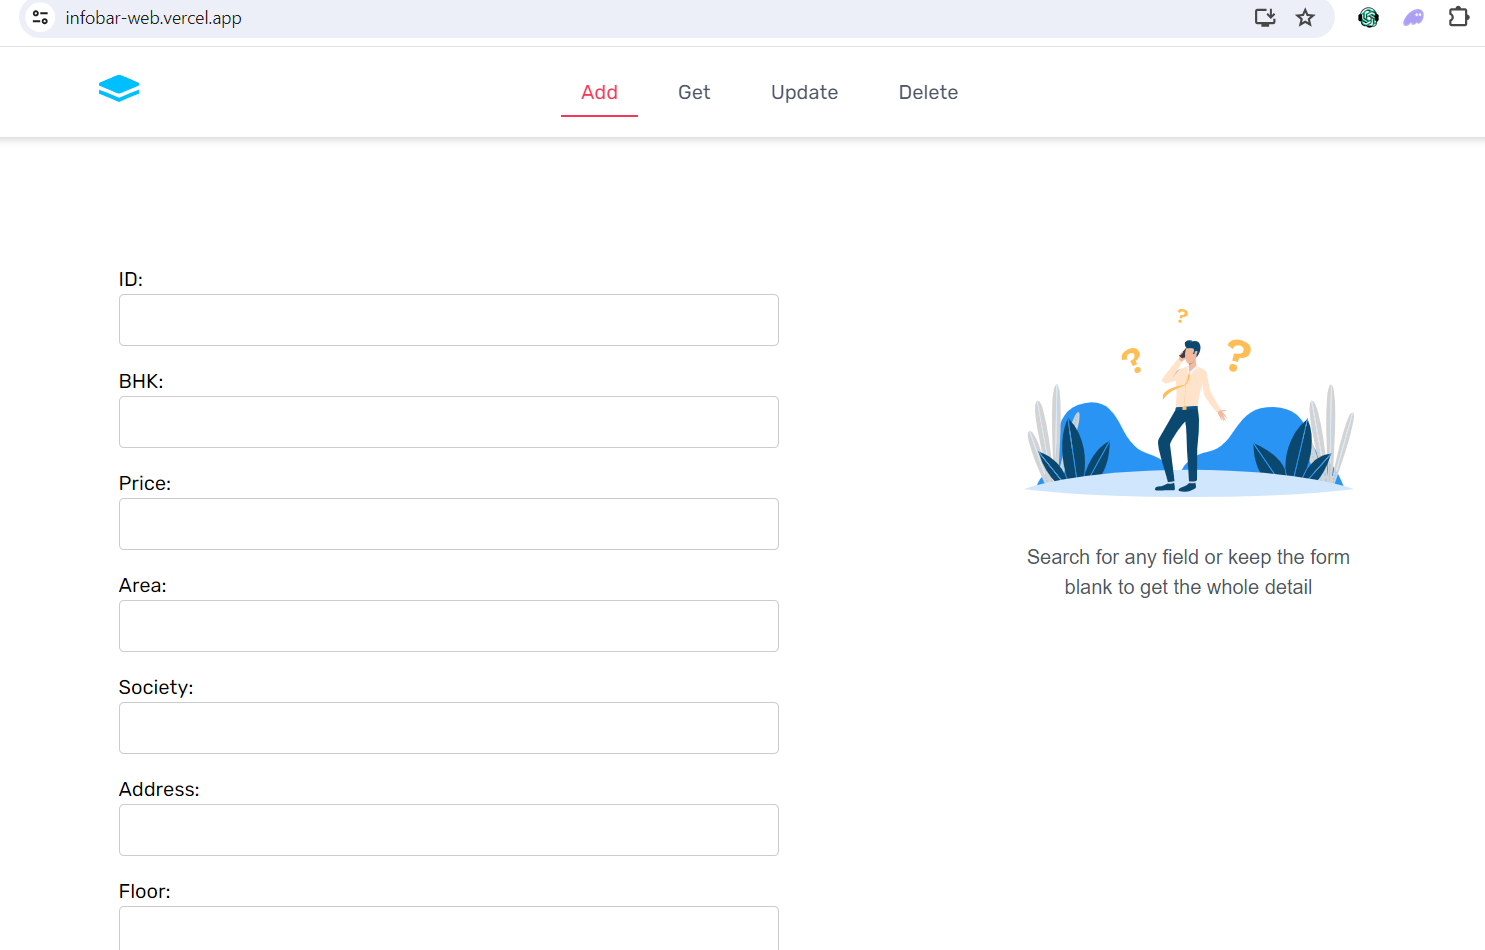 infobar-web.vercel.app
Add Get Update Delete
ID:
BHK:
Price:
Area:
Society:
Address:
Floor:
? ? ?
Search for any field or keep the form
blank to get the whole detail